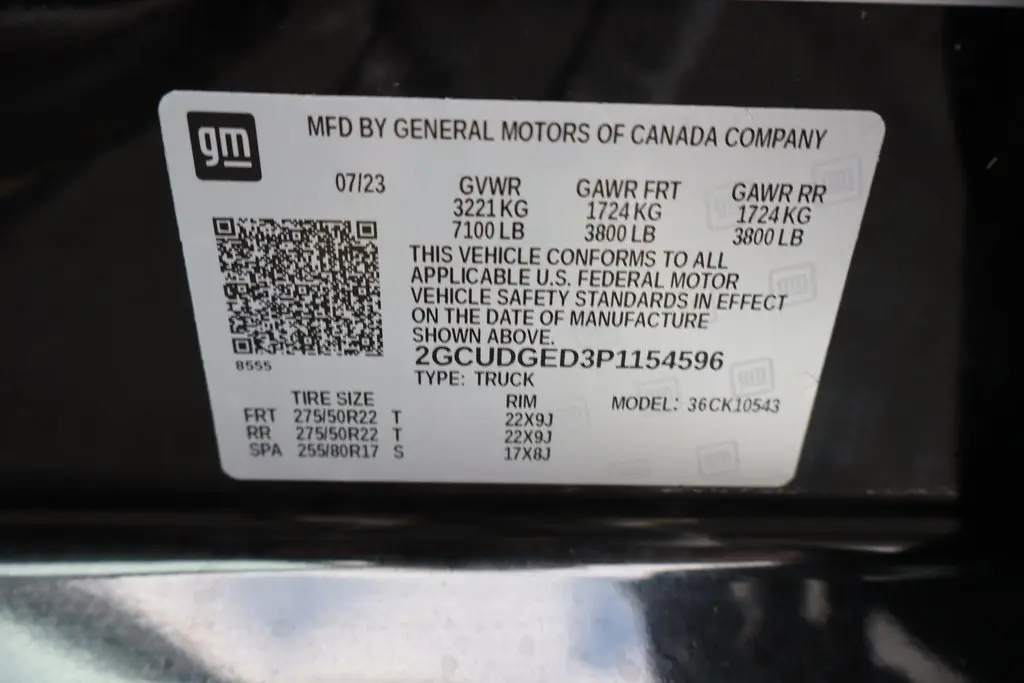 gm
MFD BY GENERAL MOTORS OF CANADA COMPANY
07/23
GVWR GAWR FRT GAWR RR
3221 KG 1724 KG 1724 KG
7100 LB 3800 LB 3800 LB
THIS VEHICLE CONFORMS TO ALL
APPLICABLE U.S. FEDERAL MOTOR
VEHICLE SAFETY STANDARDS IN EFFECT
ON THE DATE OF MANUFACTURE
SHOWN ABOVE.
2GCUDGED3P1154596
8555
TYPE: TRUCK
TIRE SIZE RIM MODEL: 36CK10543
FRT 275/50R22 T 22X9J
RR 275/50R22 T 22X9J
SPA 255/80R17 S 17X8J